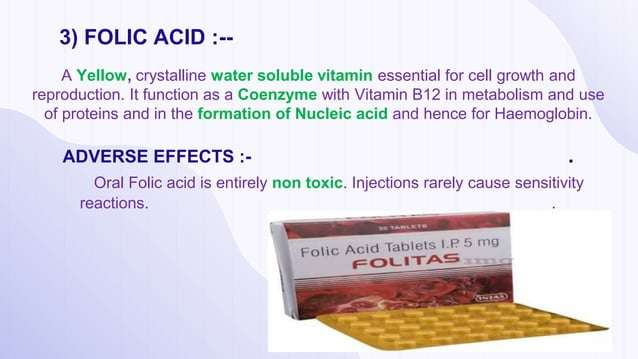 3) FOLIC ACID :--
A Yellow, crystalline water soluble vitamin essential for cell growth and
reproduction. It function as a Coenzyme with Vitamin B12 in metabolism and use
of proteins and in the formation of Nucleic acid and hence for Haemoglobin.
ADVERSE EFFECTS :- .
Oral Folic acid is entirely non toxic. Injections rarely cause sensitivity
reactions. .
30 TABLETS
Folic Acid Tablets I.P. 5 mg
FOLITAS
INTAS